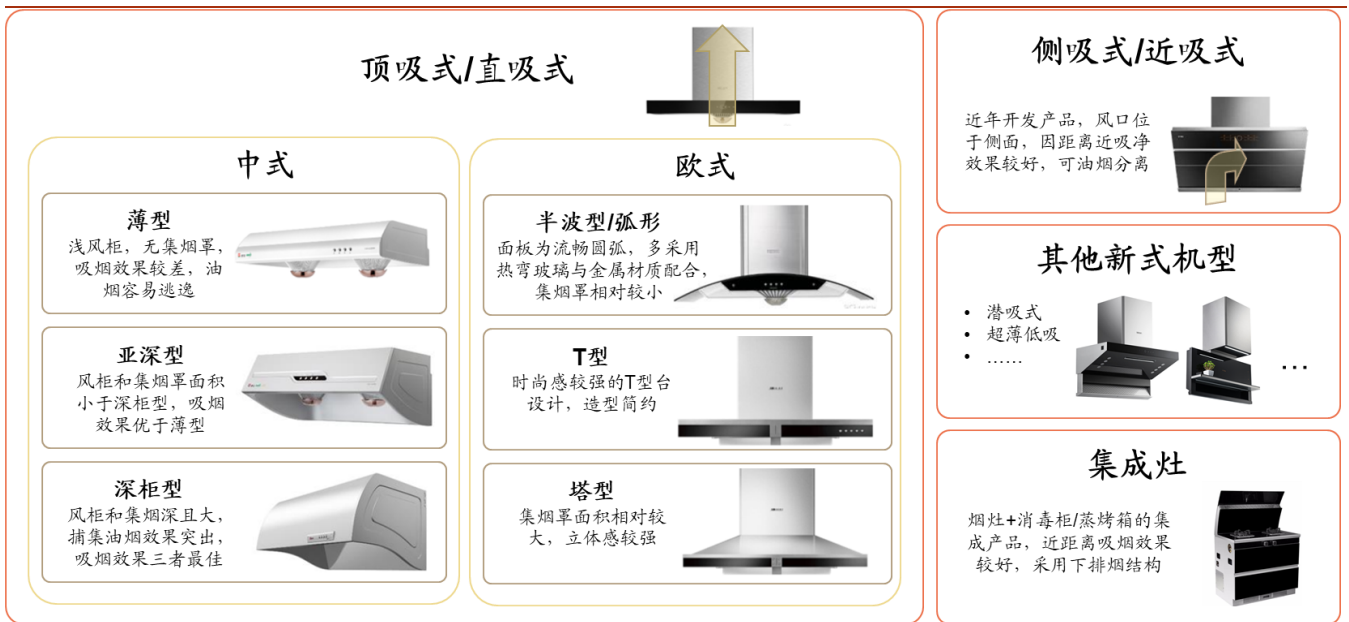 顶吸式/直吸式
中式
薄型
浅风柜，无集烟罩，
吸烟效果较差，油
烟容易逃逸
亚深型
风柜和集烟罩面积
小于深柜型，吸烟
效果优于薄型
深柜型
风柜和集烟深且大，
捕集油烟效果突出，
吸烟效果三者最佳
欧式
半波型/弧形
面板为流畅圆弧，多采用
热弯玻璃与金属材质配合，
集烟罩相对较小
T型
时尚感较强的T型台
设计，造型简约
塔型
集烟罩面积相对较
大，立体感较强
侧吸式/近吸式
近年开发产品，风口位
于侧面，因距离近吸净
效果较好，可油烟分离
其他新式机型
• 潜吸式
• 超薄低吸
• ……
…
集成灶
烟灶+消毒柜/蒸烤箱的集
成产品，近距离吸烟效果
较好，采用下排烟结构